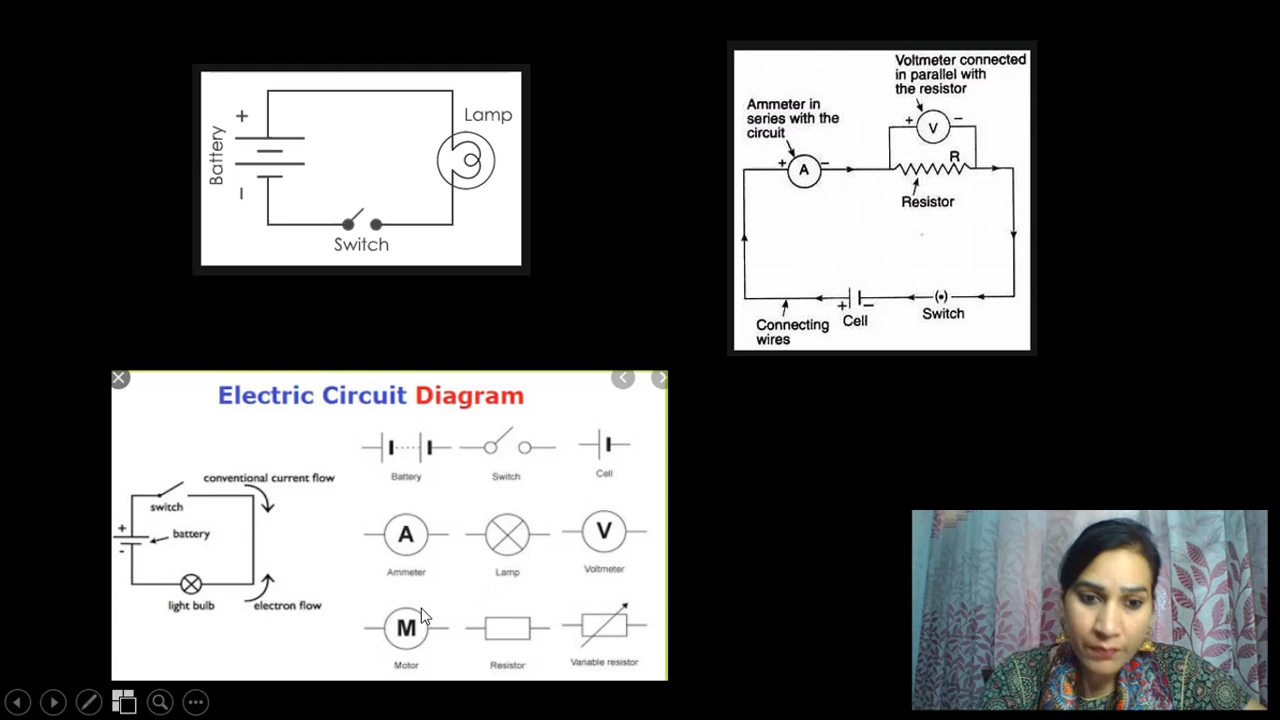 Battery
+
−
Lamp
Switch
Voltmeter connected
in parallel with
the resistor
Ammeter in
series with the
circuit
+ V −
+ A −
R
Resistor
+ −
Cell
Switch
Connecting
wires
Electric Circuit Diagram
conventional current flow
switch
+
battery
-
light bulb
electron flow
Battery
Switch
Cell
A
Ammeter
Lamp
V
Voltmeter
M
Motor
Resistor
Variable resistor